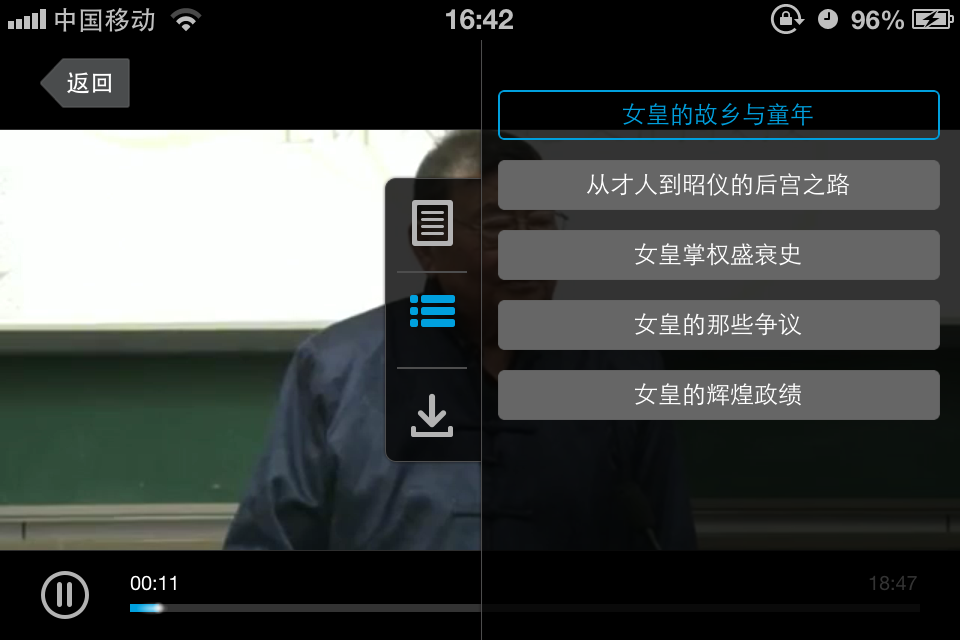 中国移动 16:42 96%
返回
女皇的故乡与童年
从才人到昭仪的后宫之路
女皇掌权盛衰史
女皇的那些争议
女皇的辉煌政绩
00:11 18:47